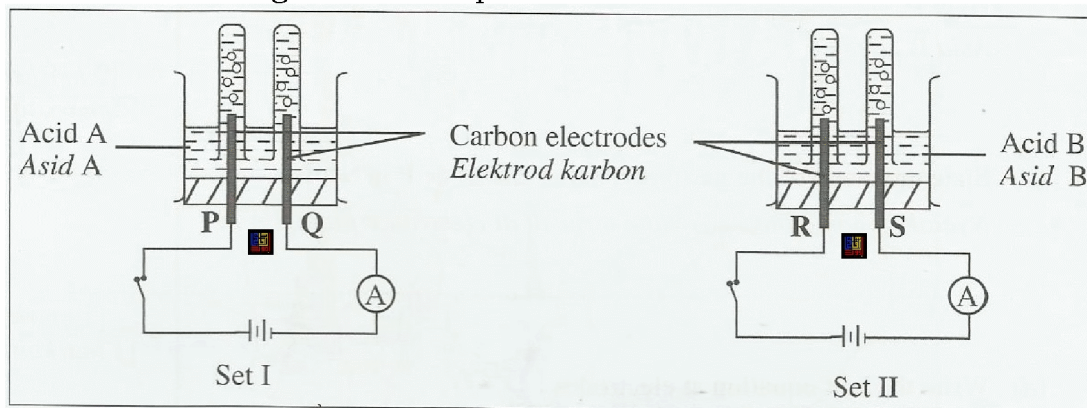 Acid A
Asid A
Carbon electrodes
Elektrod karbon
Acid B
Asid B
P
Q
R
S
A
A
Set I
Set II